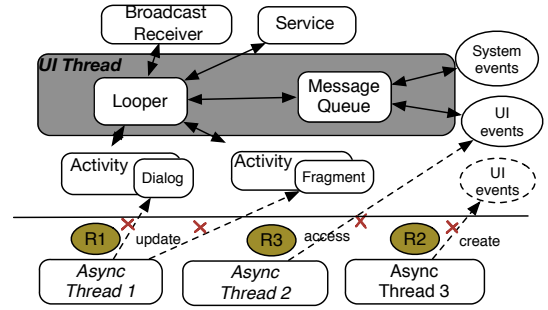 Broadcast
Receiver
Service
UI Thread
System
events
Looper
Message
Queue
UI
events
Activity
Dialog
Activity
Fragment
UI
events
R1
update
R3
access
R2
create
Async
Thread 1
Async
Thread 2
Async
Thread 3